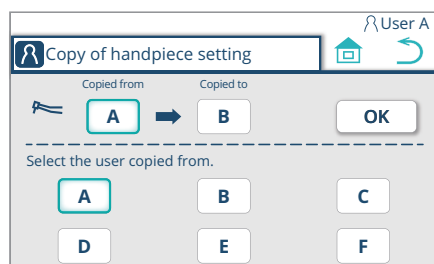 User A
Copy of handpiece setting
Copied from Copied to
A B OK
Select the user copied from.
A B C
D E F